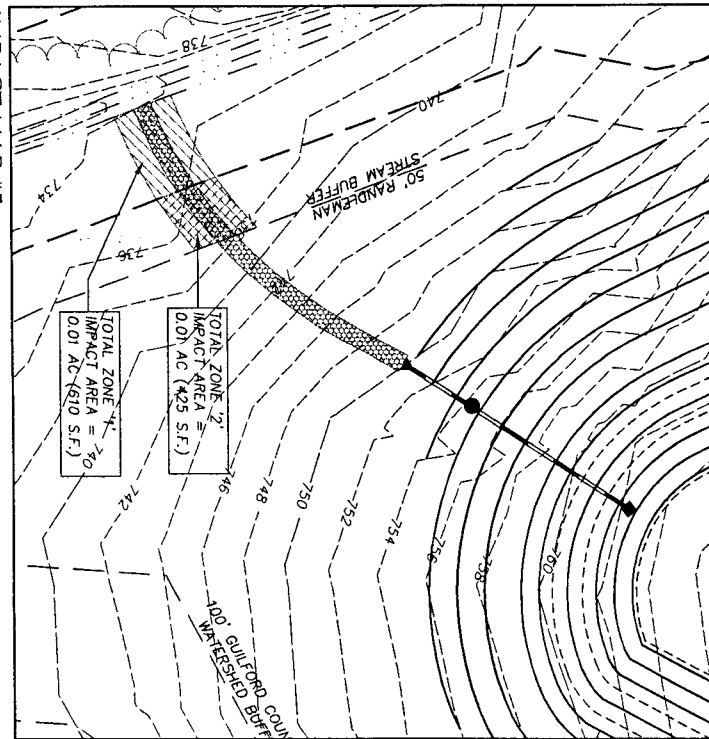 738
740
50' RANDLEMAN
STREAM BUFFER
734
736
TOTAL ZONE '2'
IMPACT AREA =
0.01 AC (425 S.F.)
TOTAL ZONE '1'
IMPACT AREA =
0.01 AC (610 S.F.)
740
742
746
748
750
752
754
756
758
760
100' GUILFORD COUN
WATERSHED BUFF